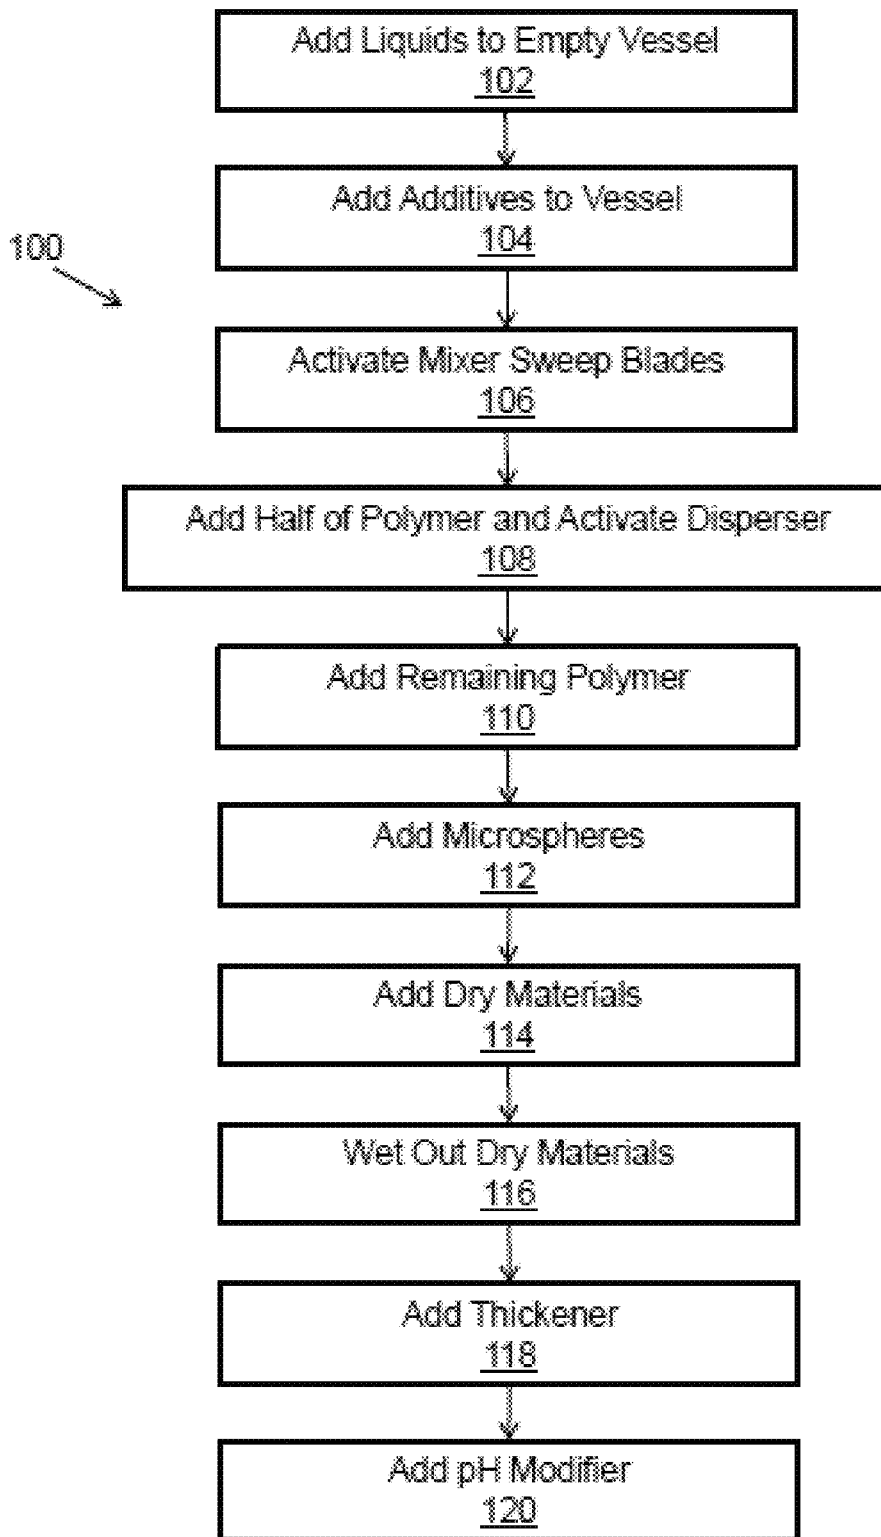 Add Liquids to Empty Vessel
102
Add Additives to Vessel
104
100
Activate Mixer Sweep Blades
106
Add Half of Polymer and Activate Disperser
108
Add Remaining Polymer
110
Add Microspheres
112
Add Dry Materials
114
Wet Out Dry Materials
116
Add Thickener
118
Add pH Modifier
120